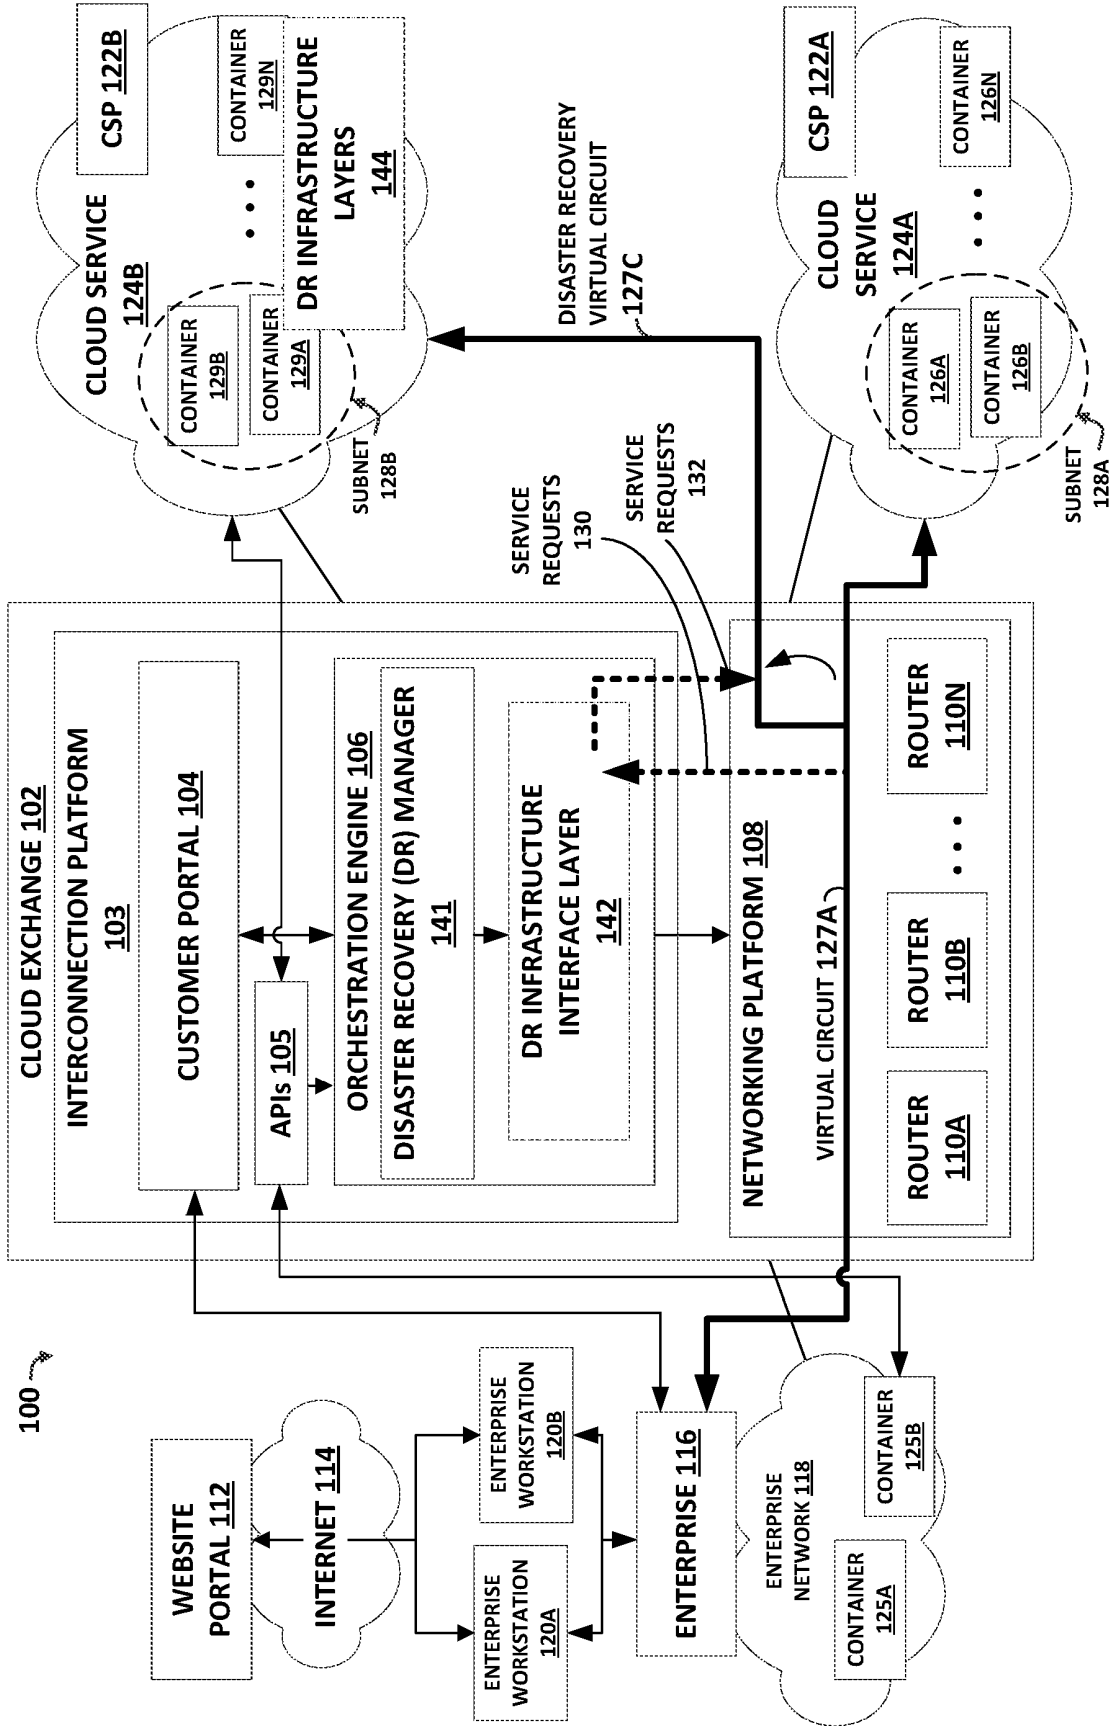 100
WEBSITE
PORTAL 112
INTERNET 114
ENTERPRISE
WORKSTATION
120A
ENTERPRISE
WORKSTATION
120B
ENTERPRISE 116
ENTERPRISE
NETWORK 118
CONTAINER
125A
CONTAINER
125B
CLOUD EXCHANGE 102
INTERCONNECTION PLATFORM
103
CUSTOMER PORTAL 104
APIs 105
ORCHESTRATION ENGINE 106
DISASTER RECOVERY (DR) MANAGER
141
DR INFRASTRUCTURE
INTERFACE LAYER
142
NETWORKING PLATFORM 108
VIRTUAL CIRCUIT 127A
ROUTER
110A
ROUTER
110B
ROUTER
110N
SERVICE
REQUESTS
130
SERVICE
REQUESTS
132
DISASTER RECOVERY
VIRTUAL CIRCUIT
127C
CLOUD SERVICE
124B
CSP 122B
CONTAINER
129B
CONTAINER
129A
CONTAINER
129N
DR INFRASTRUCTURE
LAYERS
144
SUBNET
128B
CLOUD
SERVICE
124A
CSP 122A
CONTAINER
126A
CONTAINER
126B
CONTAINER
126N
SUBNET
128A